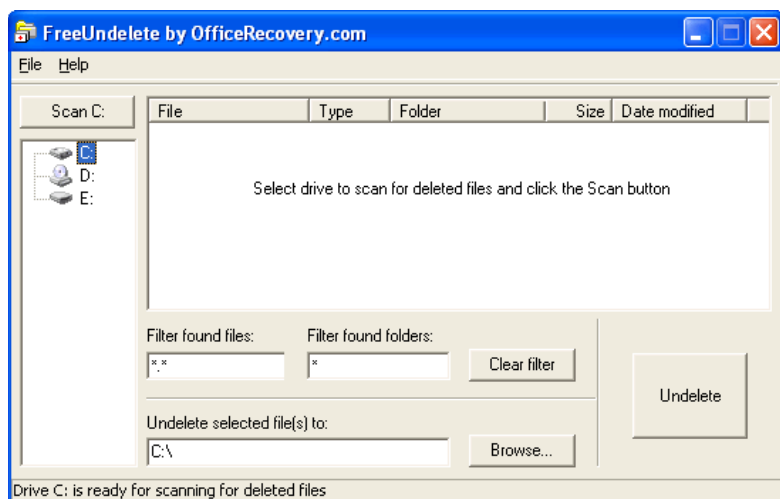 FreeUndelete by OfficeRecovery.com
File Help
Scan C:
File Type Folder Size Date modified
C:
D:
E:
Select drive to scan for deleted files and click the Scan button
Filter found files: Filter found folders:
*.* * Clear filter
Undelete
Undelete selected file(s) to:
C:\ Browse...
Drive C: is ready for scanning for deleted files